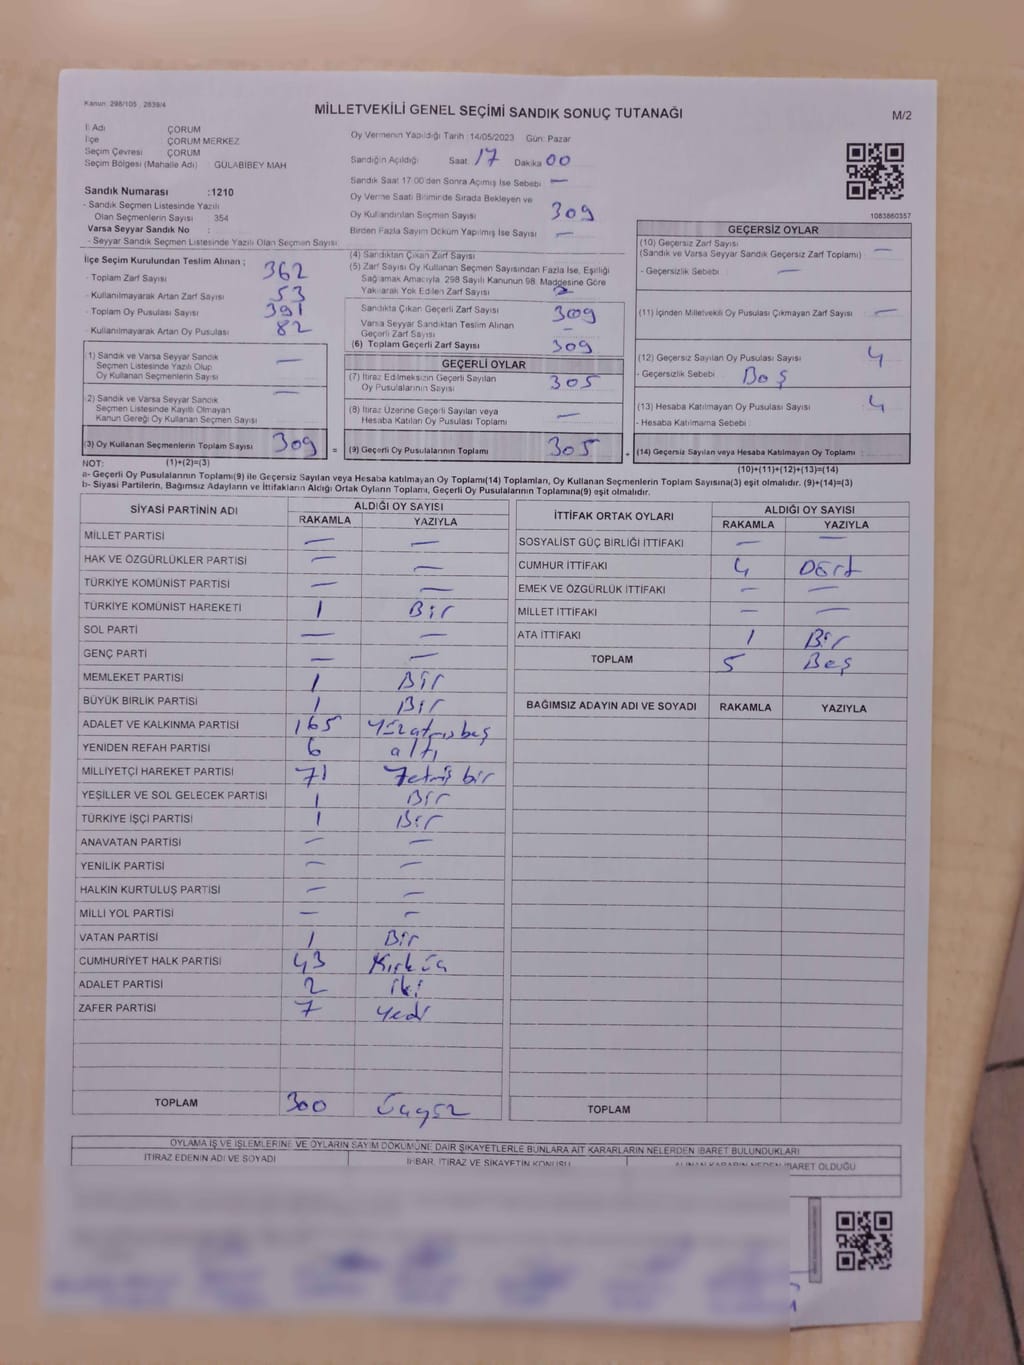 Kanun: 298/105 , 2839/4
MİLLETVEKİLİ GENEL SEÇİMİ SANDIK SONUÇ TUTANAĞI
M/2
İl Adı ÇORUM
İlçe ÇORUM MERKEZ
Seçim Çevresi ÇORUM
Seçim Bölgesi (Mahalle Adı) : GÜLABİBEY MAH
Sandık Numarası :1210
- Sandık Seçmen Listesinde Yazılı
Olan Seçmenlerin Sayısı : 354
Varsa Seyyar Sandık No :
- Seyyar Sandık Seçmen Listesinde Yazılı Olan Seçmen Sayısı
Oy Vermenin Yapıldığı Tarih :14/05/2023 Gün: Pazar
Sandığın Açıldığı Saat 17 Dakika 00
Sandık Saat 17:00'den Sonra Açılmış İse Sebebi —
Oy Verme Saati Bitiminde Sırada Bekleyen ve
Oy Kullandırılan Seçmen Sayısı 309
Birden Fazla Sayım Döküm Yapılmış İse Sayısı —
1083860357
İlçe Seçim Kurulundan Teslim Alınan ;
- Toplam Zarf Sayısı 362
- Kullanılmayarak Artan Zarf Sayısı 53
- Toplam Oy Pusulası Sayısı 391
- Kullanılmayarak Artan Oy Pusulası 82
1) Sandık ve Varsa Seyyar Sandık
Seçmen Listesinde Yazılı Olup
Oy Kullanan Seçmenlerin Sayısı —
2) Sandık ve Varsa Seyyar Sandık
Seçmen Listesinde Kayıtlı Olmayan
Kanun Gereği Oy Kullanan Seçmen Sayısı —
(3) Oy Kullanan Seçmenlerin Toplam Sayısı 309 =
(4) Sandıktan Çıkan Zarf Sayısı
(5) Zarf Sayısı Oy Kullanan Seçmen Sayısından Fazla İse, Eşitliği
Sağlamak Amacıyla, 298 Sayılı Kanunun 98. Maddesine Göre
Yakılarak Yok Edilen Zarf Sayısı
Sandıkta Çıkan Geçerli Zarf Sayısı 309
Varsa Seyyar Sandıktan Teslim Alınan
Geçerli Zarf Sayısı —
(6) Toplam Geçerli Zarf Sayısı 309
GEÇERLİ OYLAR
(7) İtiraz Edilmeksizin Geçerli Sayılan
Oy Pusulalarının Sayısı 305
(8) İtiraz Üzerine Geçerli Sayılan veya
Hesaba Katılan Oy Pusulası Toplamı —
(9) Geçerli Oy Pusulalarının Toplamı 305 +
GEÇERSİZ OYLAR
(10) Geçersiz Zarf Sayısı
(Sandık ve Varsa Seyyar Sandık Geçersiz Zarf Toplamı) —
- Geçersizlik Sebebi : —
(11) İçinden Milletvekili Oy Pusulası Çıkmayan Zarf Sayısı —
(12) Geçersiz Sayılan Oy Pusulası Sayısı 4
- Geçersizlik Sebebi : Boş
(13) Hesaba Katılmayan Oy Pusulası Sayısı 4
- Hesaba Katılmama Sebebi :
(14) Geçersiz Sayılan veya Hesaba Katılmayan Oy Toplamı :
NOT: (1)+(2)=(3)
(10)+(11)+(12)+(13)=(14)
a- Geçerli Oy Pusulalarının Toplamı(9) ile Geçersiz Sayılan veya Hesaba katılmayan Oy Toplamı(14) Toplamları, Oy Kullanan Seçmenlerin Toplam Sayısına(3) eşit olmalıdır. (9)+(14)=(3)
b- Siyasi Partilerin, Bağımsız Adayların ve İttifakların Aldığı Ortak Oyların Toplamı, Geçerli Oy Pusulalarının Toplamına(9) eşit olmalıdır.
SİYASİ PARTİNİN ADI ALDIĞI OY SAYISI
RAKAMLA YAZIYLA
MİLLET PARTİSİ — —
HAK VE ÖZGÜRLÜKLER PARTİSİ — —
TÜRKİYE KOMÜNİST PARTİSİ — —
TÜRKİYE KOMÜNİST HAREKETİ 1 Bir
SOL PARTİ — —
GENÇ PARTİ — —
MEMLEKET PARTİSİ 1 Bir
BÜYÜK BİRLİK PARTİSİ 1 Bir
ADALET VE KALKINMA PARTİSİ 165 Yüzatmışbeş
YENİDEN REFAH PARTİSİ 6 altı
MİLLİYETÇİ HAREKET PARTİSİ 71 Yetmiş bir
YEŞİLLER VE SOL GELECEK PARTİSİ 1 Bir
TÜRKİYE İŞÇİ PARTİSİ 1 Bir
ANAVATAN PARTİSİ — —
YENİLİK PARTİSİ — —
HALKIN KURTULUŞ PARTİSİ — —
MİLLİ YOL PARTİSİ — —
VATAN PARTİSİ 1 Bir
CUMHURİYET HALK PARTİSİ 43 Kırküç
ADALET PARTİSİ 2 iki
ZAFER PARTİSİ 7 yedi
TOPLAM 300 üçyüz
İTTİFAK ORTAK OYLARI ALDIĞI OY SAYISI
RAKAMLA YAZIYLA
SOSYALİST GÜÇ BİRLİĞİ İTTİFAKI — —
CUMHUR İTTİFAKI 4 Dört
EMEK VE ÖZGÜRLÜK İTTİFAKI — —
MİLLET İTTİFAKI — —
ATA İTTİFAKI 1 Bir
TOPLAM 5 Beş
BAĞIMSIZ ADAYIN ADI VE SOYADI RAKAMLA YAZIYLA
TOPLAM
OYLAMA İŞ VE İŞLEMLERİNE VE OYLARIN SAYIM DÖKÜMÜNE DAİR ŞİKAYETLERLE BUNLARA AİT KARARLARIN NELERDEN İBARET BULUNDUKLARI
İTİRAZ EDENİN ADI VE SOYADI İHBAR, İTİRAZ VE ŞİKAYETİN KONUSU ALINAN KARARIN NEDEN İBARET OLDUĞU